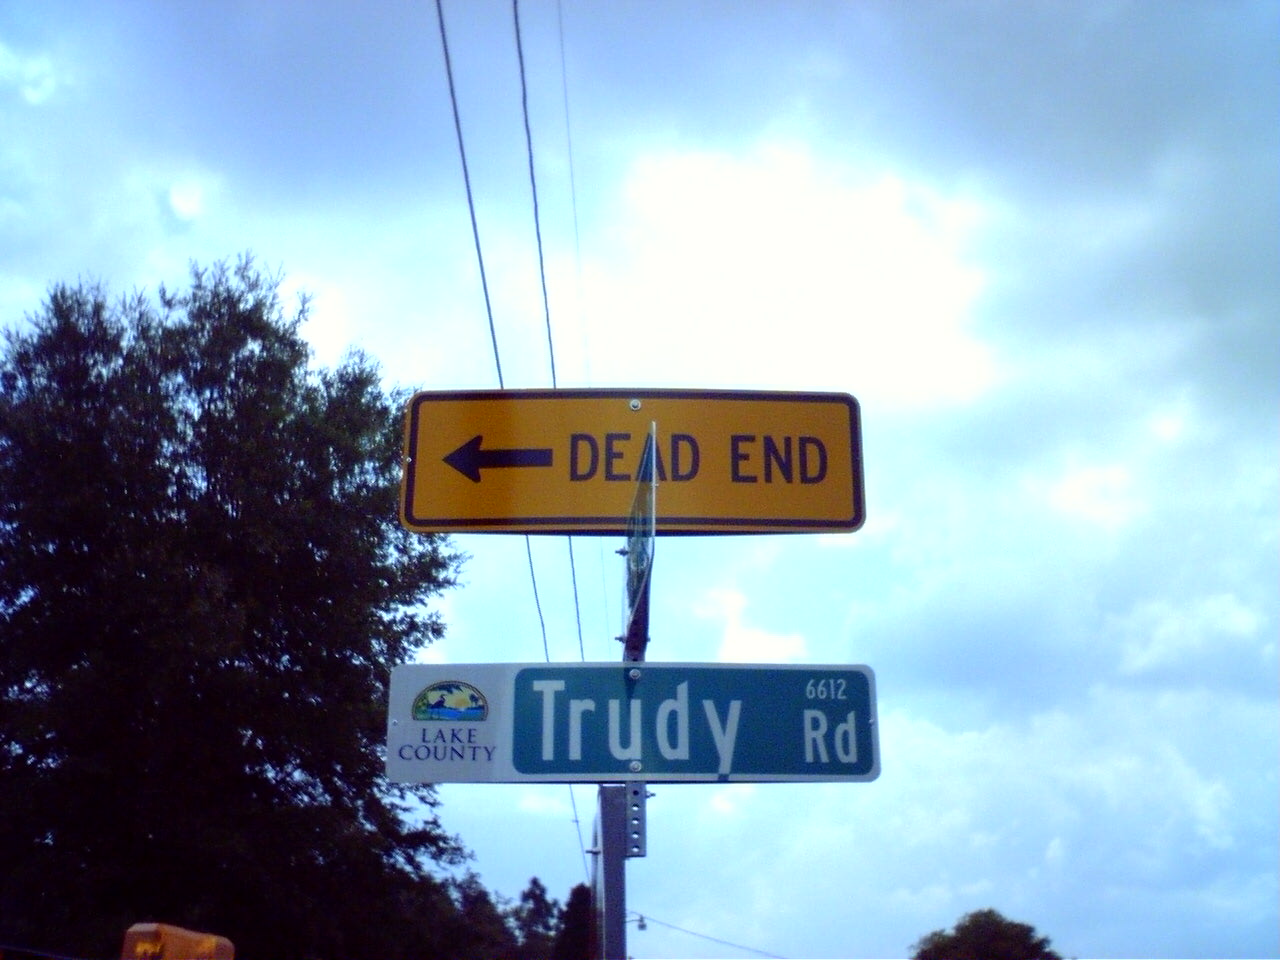 DEAD END
LAKE
COUNTY
Trudy Rd
6612